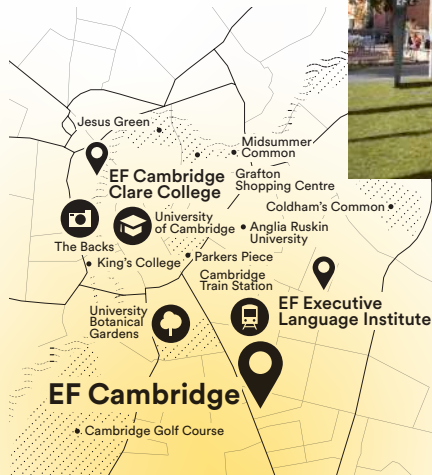 Jesus Green
Midsummer
Common
EF Cambridge
Clare College
Grafton
Shopping Centre
Coldham's Common
University
of Cambridge
Anglia Ruskin
University
The Backs
King's College
Parkers Piece
Cambridge
Train Station
EF Executive
Language Institute
University
Botanical
Gardens
EF Cambridge
Cambridge Golf Course